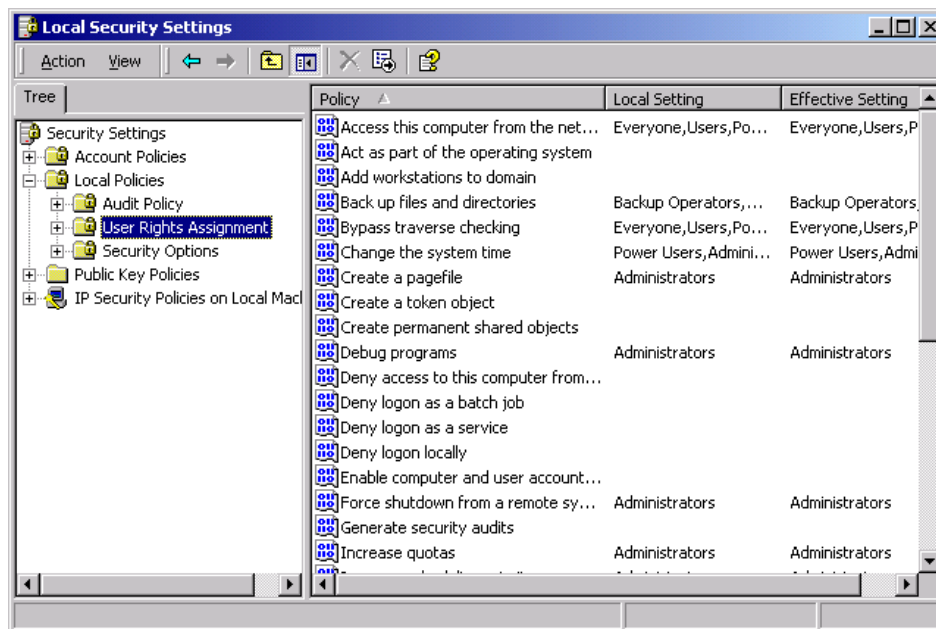 Local Security Settings
Action View
Tree
Policy Local Setting Effective Setting
Security Settings
Account Policies
Local Policies
Audit Policy
User Rights Assignment
Security Options
Public Key Policies
IP Security Policies on Local Macl
Access this computer from the net... Everyone,Users,Po... Everyone,Users,P
Act as part of the operating system
Add workstations to domain
Back up files and directories Backup Operators,... Backup Operators,
Bypass traverse checking Everyone,Users,Po... Everyone,Users,P
Change the system time Power Users,Admini... Power Users,Admi
Create a pagefile Administrators Administrators
Create a token object
Create permanent shared objects
Debug programs Administrators Administrators
Deny access to this computer from...
Deny logon as a batch job
Deny logon as a service
Deny logon locally
Enable computer and user account...
Force shutdown from a remote sy... Administrators Administrators
Generate security audits
Increase quotas Administrators Administrators